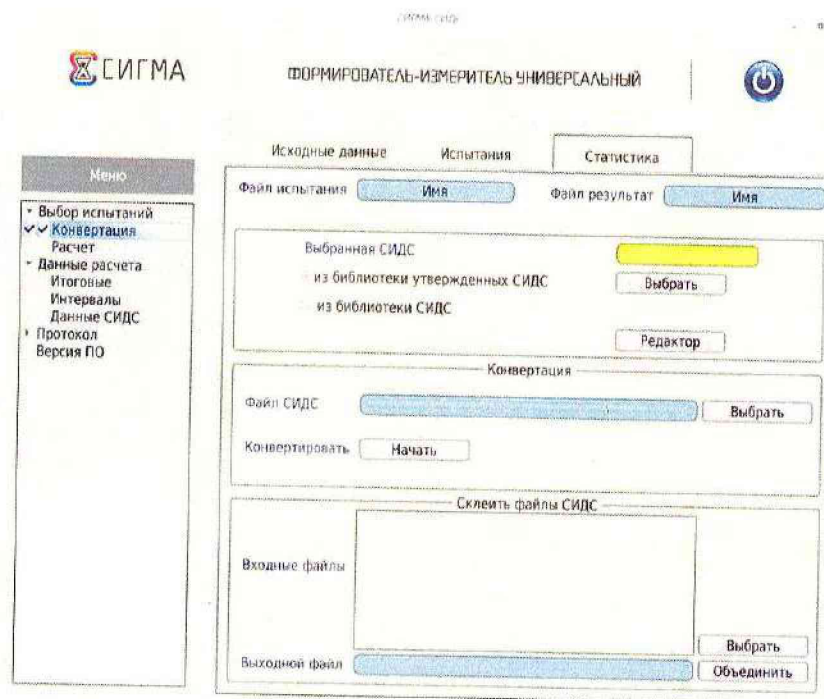 СИГМА СИДС
СИГМА
ФОРМИРОВАТЕЛЬ-ИЗМЕРИТЕЛЬ УНИВЕРСАЛЬНЫЙ
Исходные данные Испытания Статистика
Меню
Выбор испытаний
Конвертация
Расчет
Данные расчета
Итоговые
Интервалы
Данные СИДС
Протокол
Версия ПО
Файл испытания Имя Файл результат Имя
Выбранная СИДС
из библиотеки утвержденных СИДС Выбрать
из библиотеки СИДС
Редактор
Конвертация
Файл СИДС Выбрать
Конвертировать Начать
Склеить файлы СИДС
Входные файлы
Выбрать
Выходной файл Объединить